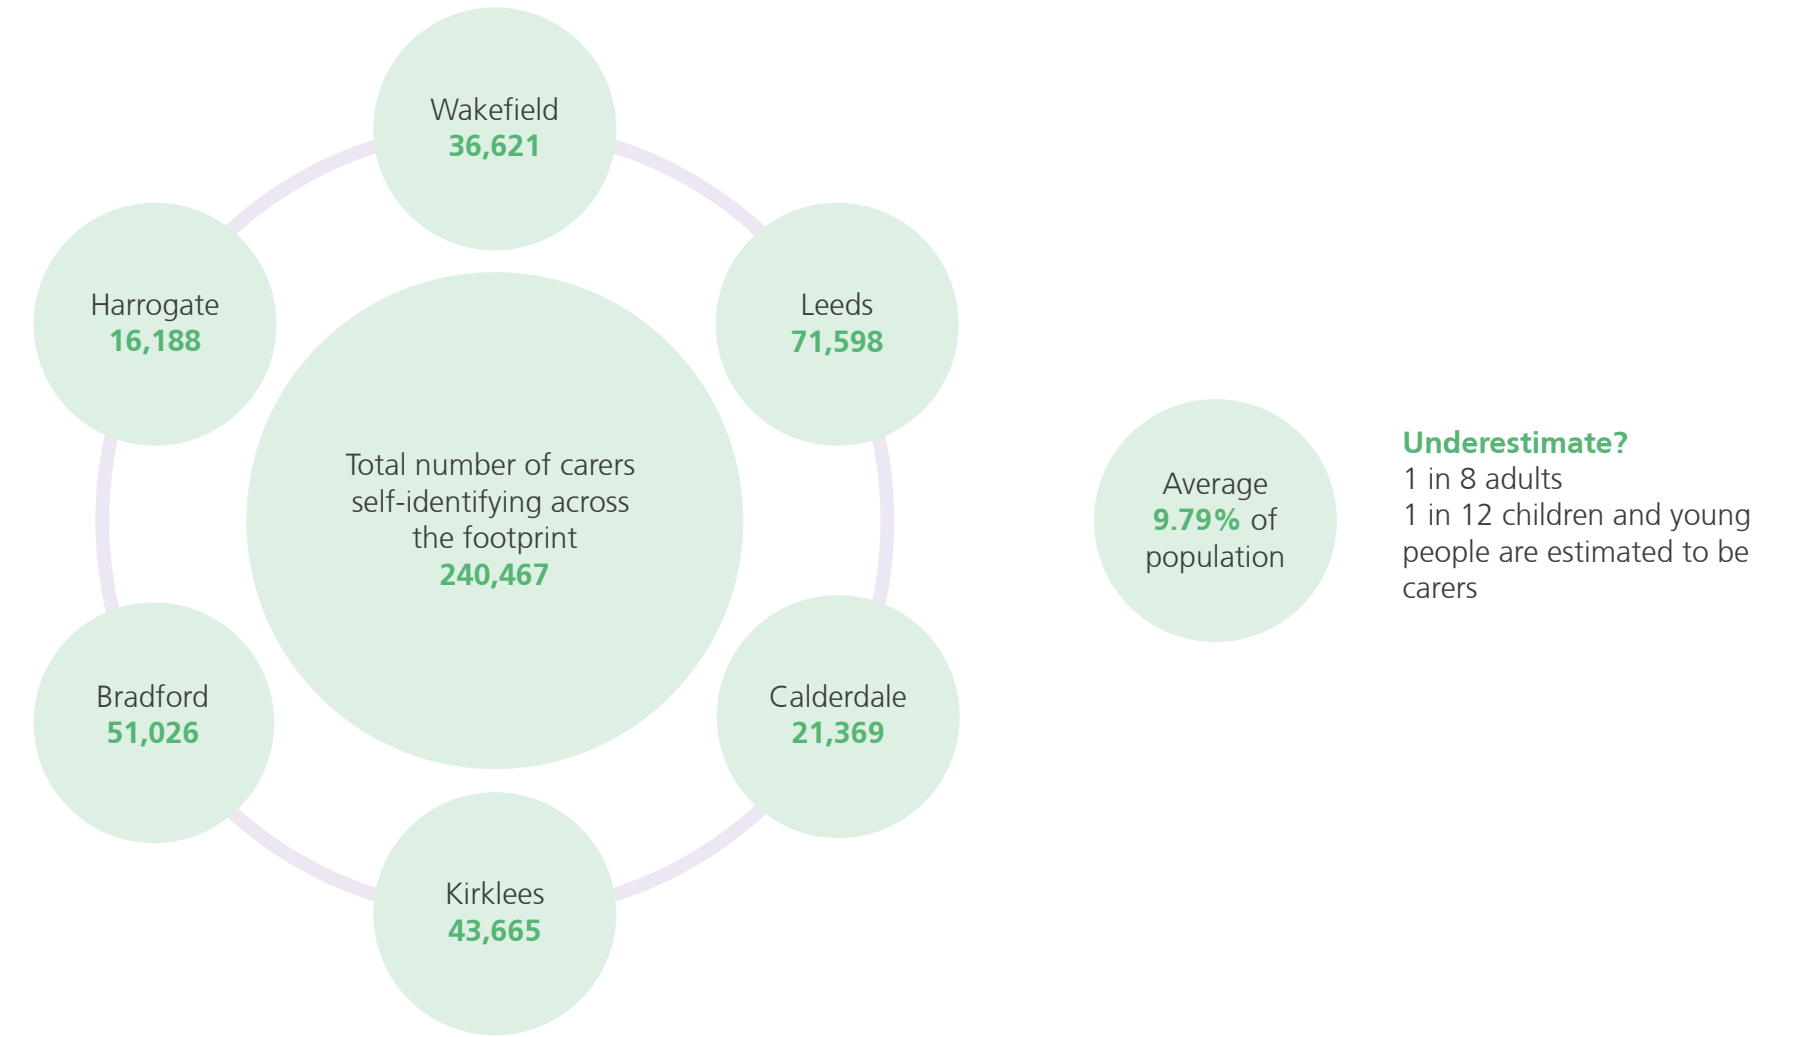 Wakefield
36,621
Harrogate
16,188
Leeds
71,598
Total number of carers
self-identifying across
the footprint
240,467
Bradford
51,026
Calderdale
21,369
Kirklees
43,665
Average
9.79% of
population
Underestimate?
1 in 8 adults
1 in 12 children and young
people are estimated to be
carers